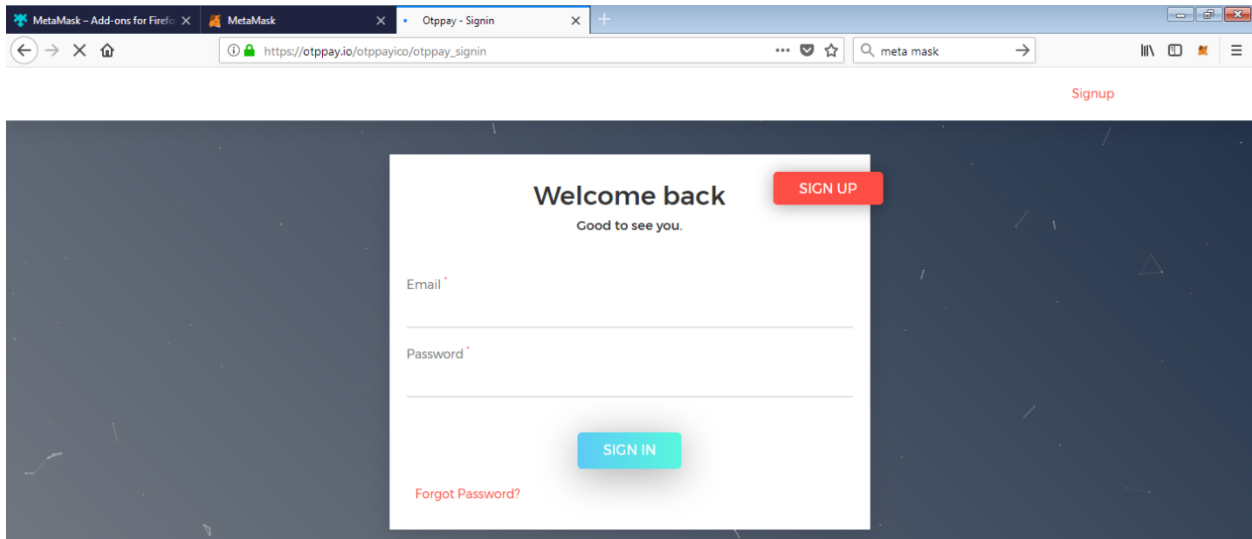 MetaMask – Add-ons for Firefo
MetaMask
Otppay - Signin
https://otppay.io/otppayico/otppay_signin
meta mask
Signup
Welcome back
SIGN UP
Good to see you.
Email *
Password *
SIGN IN
Forgot Password?